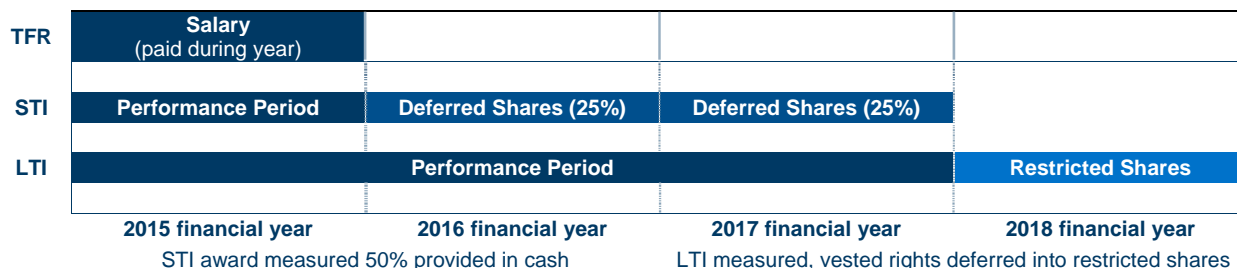 TFR
Salary
(paid during year)
STI
Performance Period
Deferred Shares (25%)
Deferred Shares (25%)
LTI
Performance Period
Restricted Shares
2015 financial year
2016 financial year
2017 financial year
2018 financial year
STI award measured 50% provided in cash
LTI measured, vested rights deferred into restricted shares